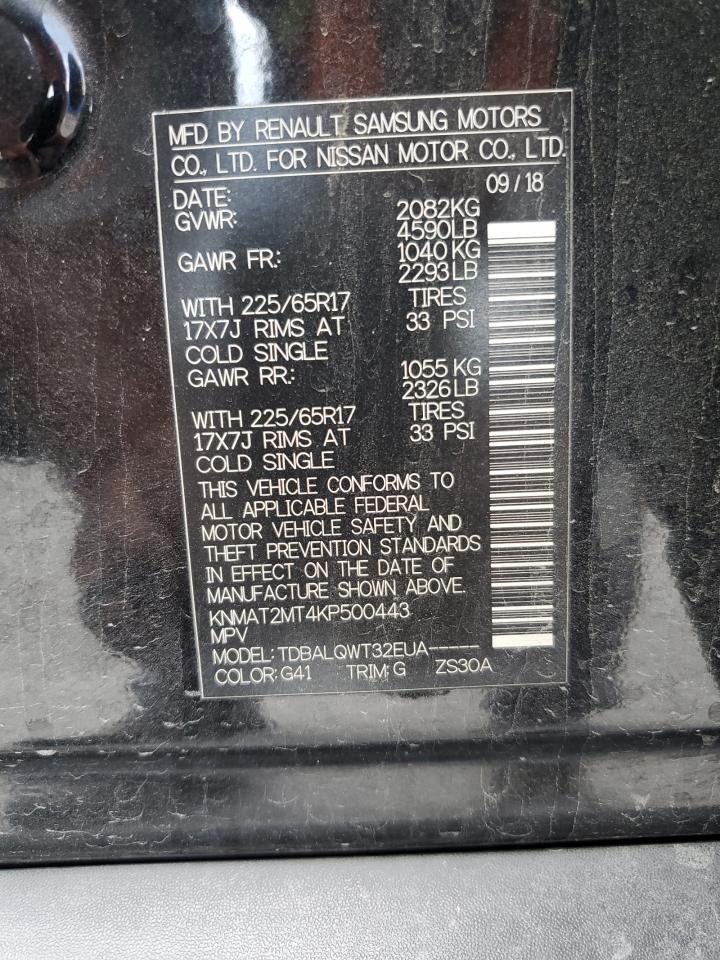 MFD BY RENAULT SAMSUNG MOTORS
CO., LTD. FOR NISSAN MOTOR CO., LTD.
DATE: 09/18
GVWR: 2082KG
4590LB
GAWR FR: 1040KG
2293LB
WITH 225/65R17 TIRES
17X7J RIMS AT 33 PSI
COLD SINGLE
GAWR RR: 1055KG
2326LB
WITH 225/65R17 TIRES
17X7J RIMS AT 33 PSI
COLD SINGLE
THIS VEHICLE CONFORMS TO
ALL APPLICABLE FEDERAL
MOTOR VEHICLE SAFETY AND
THEFT PREVENTION STANDARDS
IN EFFECT ON THE DATE OF
MANUFACTURE SHOWN ABOVE.
KNMAT2MT4KP500443
MPV
MODEL: TDBALQWT32EUA-----
COLOR: G41 TRIM: G ZS30A